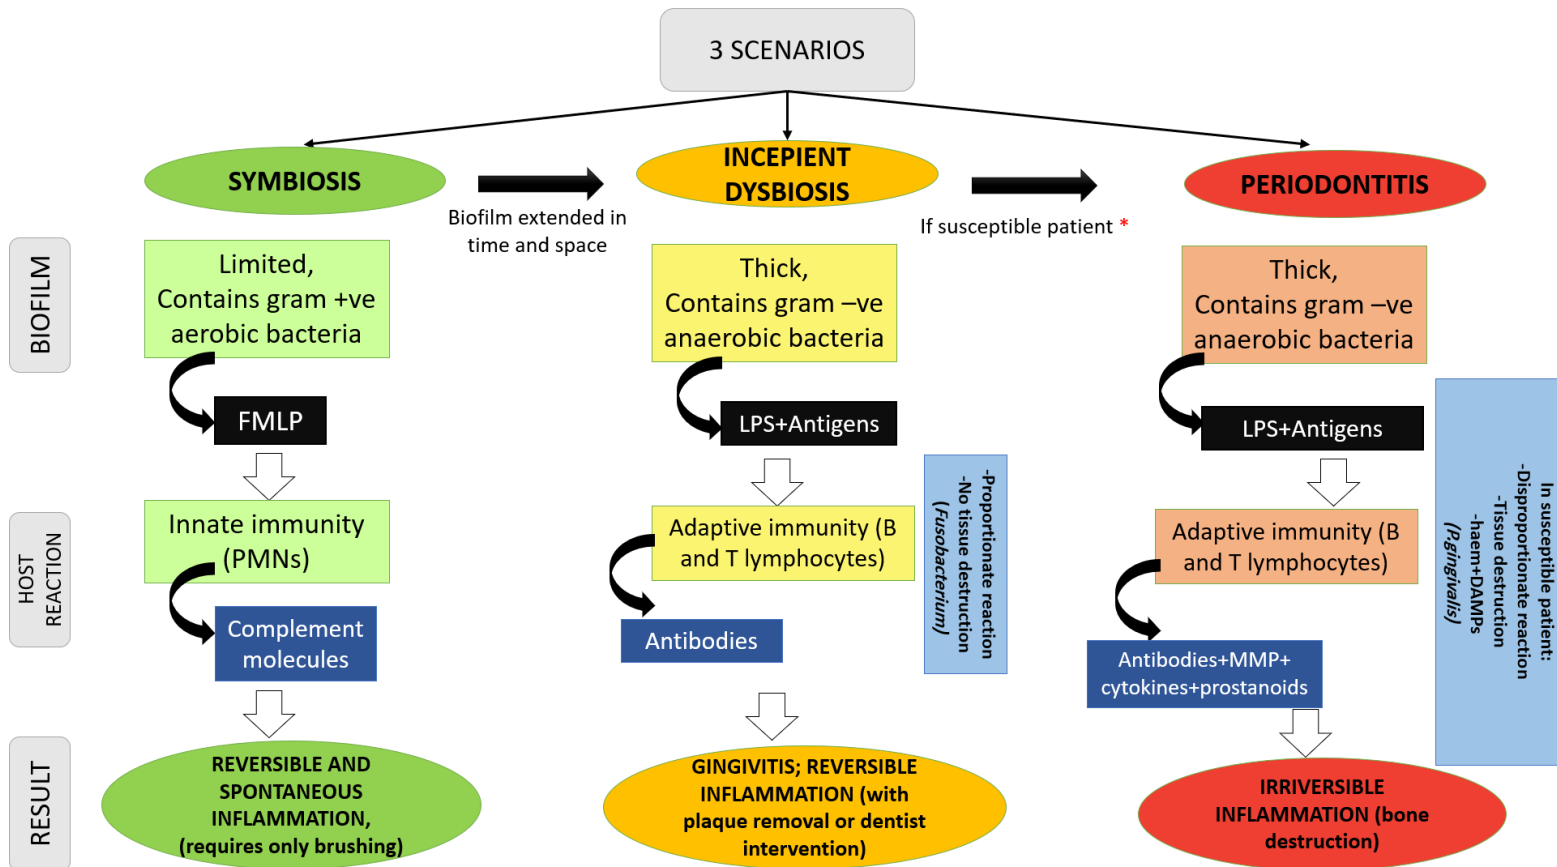 3 SCENARIOS
SYMBIOSIS
Biofilm extended in
time and space
INCEPIENT
DYSBIOSIS
If susceptible patient *
PERIODONTITIS
BIOFILM
Limited,
Contains gram +ve
aerobic bacteria
Thick,
Contains gram –ve
anaerobic bacteria
Thick,
Contains gram –ve
anaerobic bacteria
FMLP
LPS+Antigens
LPS+Antigens
HOST
REACTION
Innate immunity
(PMNs)
Adaptive immunity (B
and T lymphocytes)
-Proportionate reaction
-No tissue destruction
(Fusobacterium)
Adaptive immunity (B
and T lymphocytes)
In susceptible patient:
-Disproportionate reaction
-Tissue destruction
-haem+DAMPs
(P.gingivalis)
Complement
molecules
Antibodies
Antibodies+MMP+
cytokines+prostanoids
RESULT
REVERSIBLE AND
SPONTANEOUS
INFLAMMATION,
(requires only brushing)
GINGIVITIS; REVERSIBLE
INFLAMMATION (with
plaque removal or dentist
intervention)
IRRIVERSIBLE
INFLAMMATION (bone
destruction)